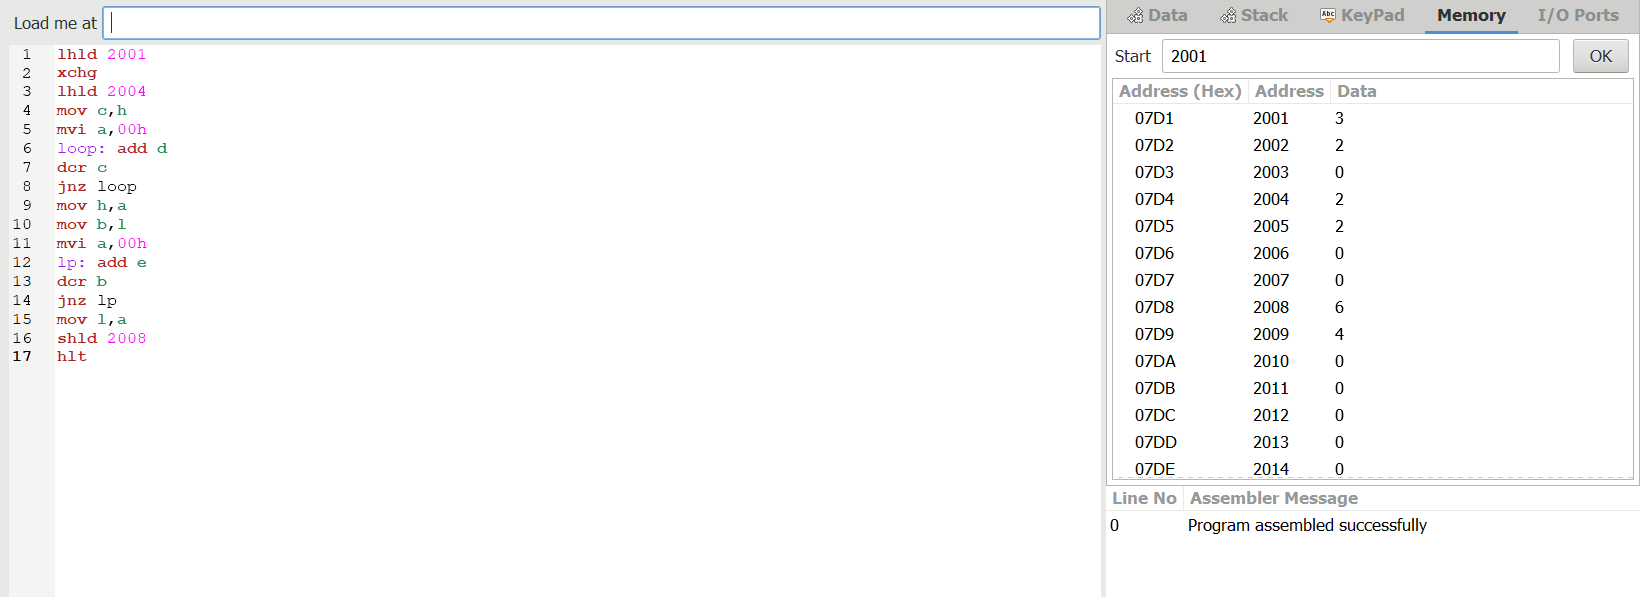 Load me at
1 lhld 2001
2 xchg
3 lhld 2004
4 mov c,h
5 mvi a,00h
6 loop: add d
7 dcr c
8 jnz loop
9 mov h,a
10 mov b,l
11 mvi a,00h
12 lp: add e
13 dcr b
14 jnz lp
15 mov l,a
16 shld 2008
17 hlt
Data Stack Abc KeyPad Memory I/O Ports
Start 2001 OK
Address (Hex) Address Data
07D1 2001 3
07D2 2002 2
07D3 2003 0
07D4 2004 2
07D5 2005 2
07D6 2006 0
07D7 2007 0
07D8 2008 6
07D9 2009 4
07DA 2010 0
07DB 2011 0
07DC 2012 0
07DD 2013 0
07DE 2014 0
Line No Assembler Message
0 Program assembled successfully